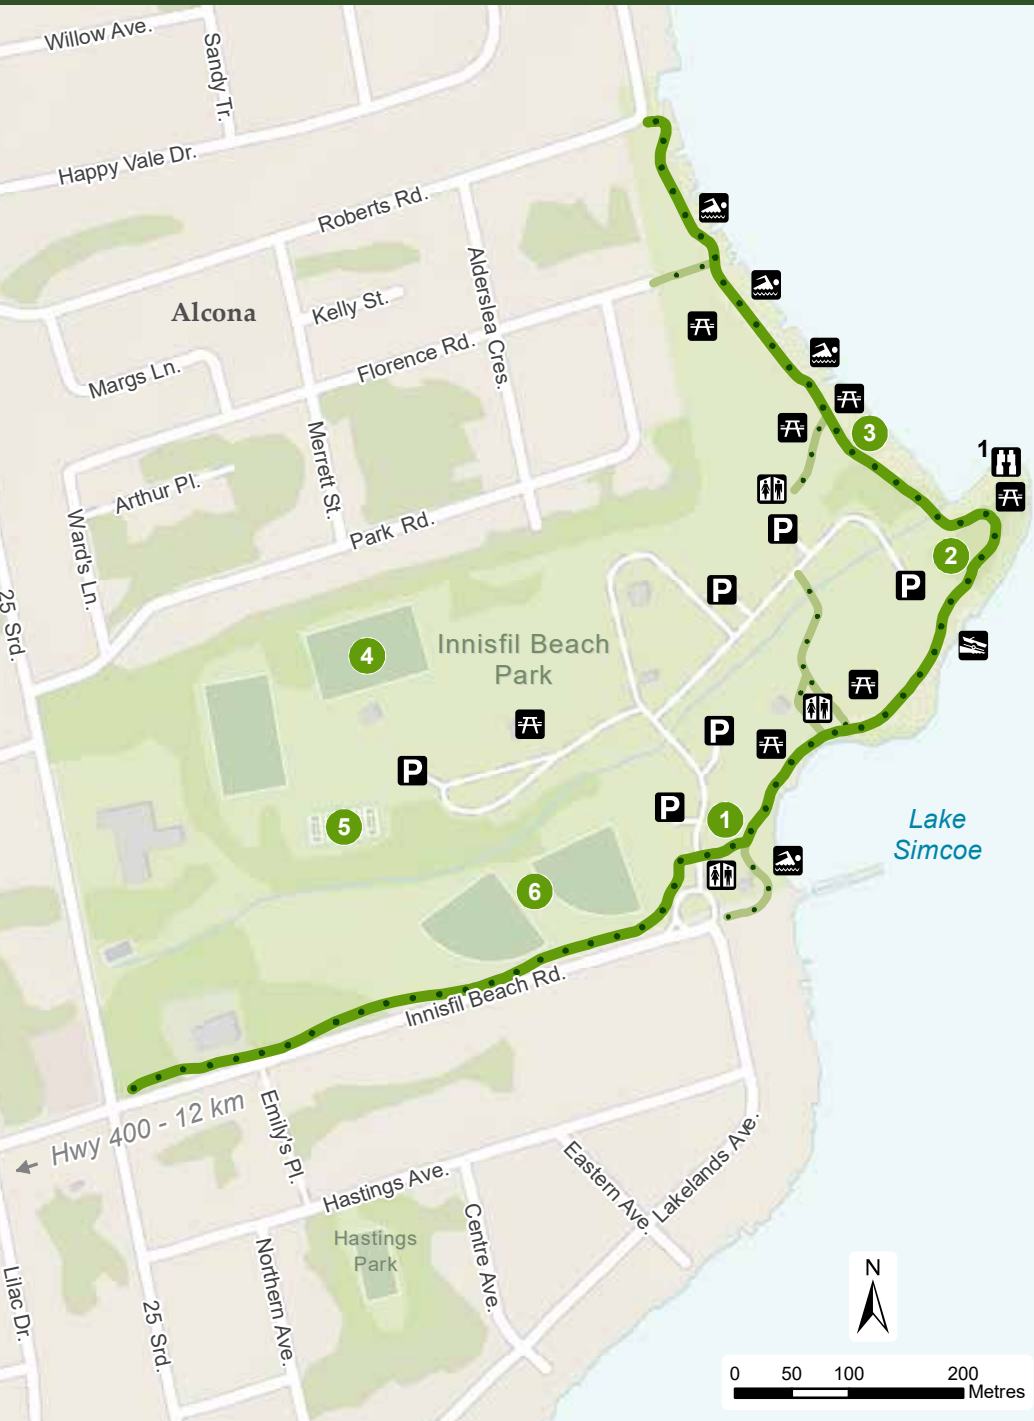 Willow Ave.
Sandy Tr.
Happy Vale Dr.
Roberts Rd.
Alderslea Cres.
Alcona
Kelly St.
Florence Rd.
Margs Ln.
Merrett St.
3
1
Arthur Pl.
Ward's Ln.
Park Rd.
P
2
P
P
25 Srd.
4
Innisfil Beach
Park
P
P
P
5
1
Lake
Simcoe
6
Innisfil Beach Rd.
Hwy 400 - 12 km
Emily's Pl.
Eastern Ave.
Lakelands Ave.
Hastings Ave.
Centre Ave.
Hastings
Park
Northern Ave.
Lilac Dr.
25 Srd.
N
0 50 100 200
Metres